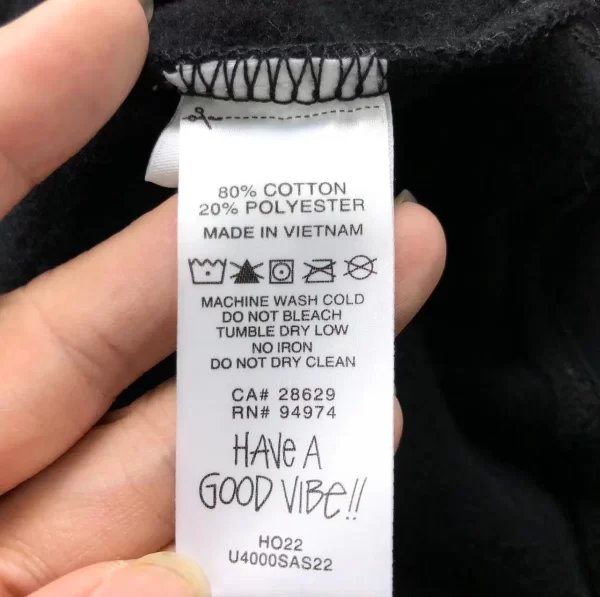 80% COTTON
20% POLYESTER
MADE IN VIETNAM
MACHINE WASH COLD
DO NOT BLEACH
TUMBLE DRY LOW
NO IRON
DO NOT DRY CLEAN
CA# 28629
RN# 94974
HAVe A
GOOD VIBe!!
HO22
U4000SAS22